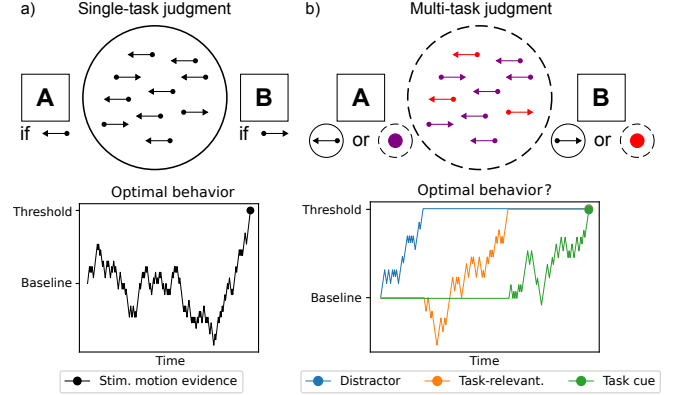 a) Single-task judgment
A
B
if
if
Optimal behavior
Threshold
Baseline
Time
Stim. motion evidence
b) Multi-task judgment
A
B
or
or
Optimal behavior?
Threshold
Baseline
Time
Distractor
Task-relevant.
Task cue